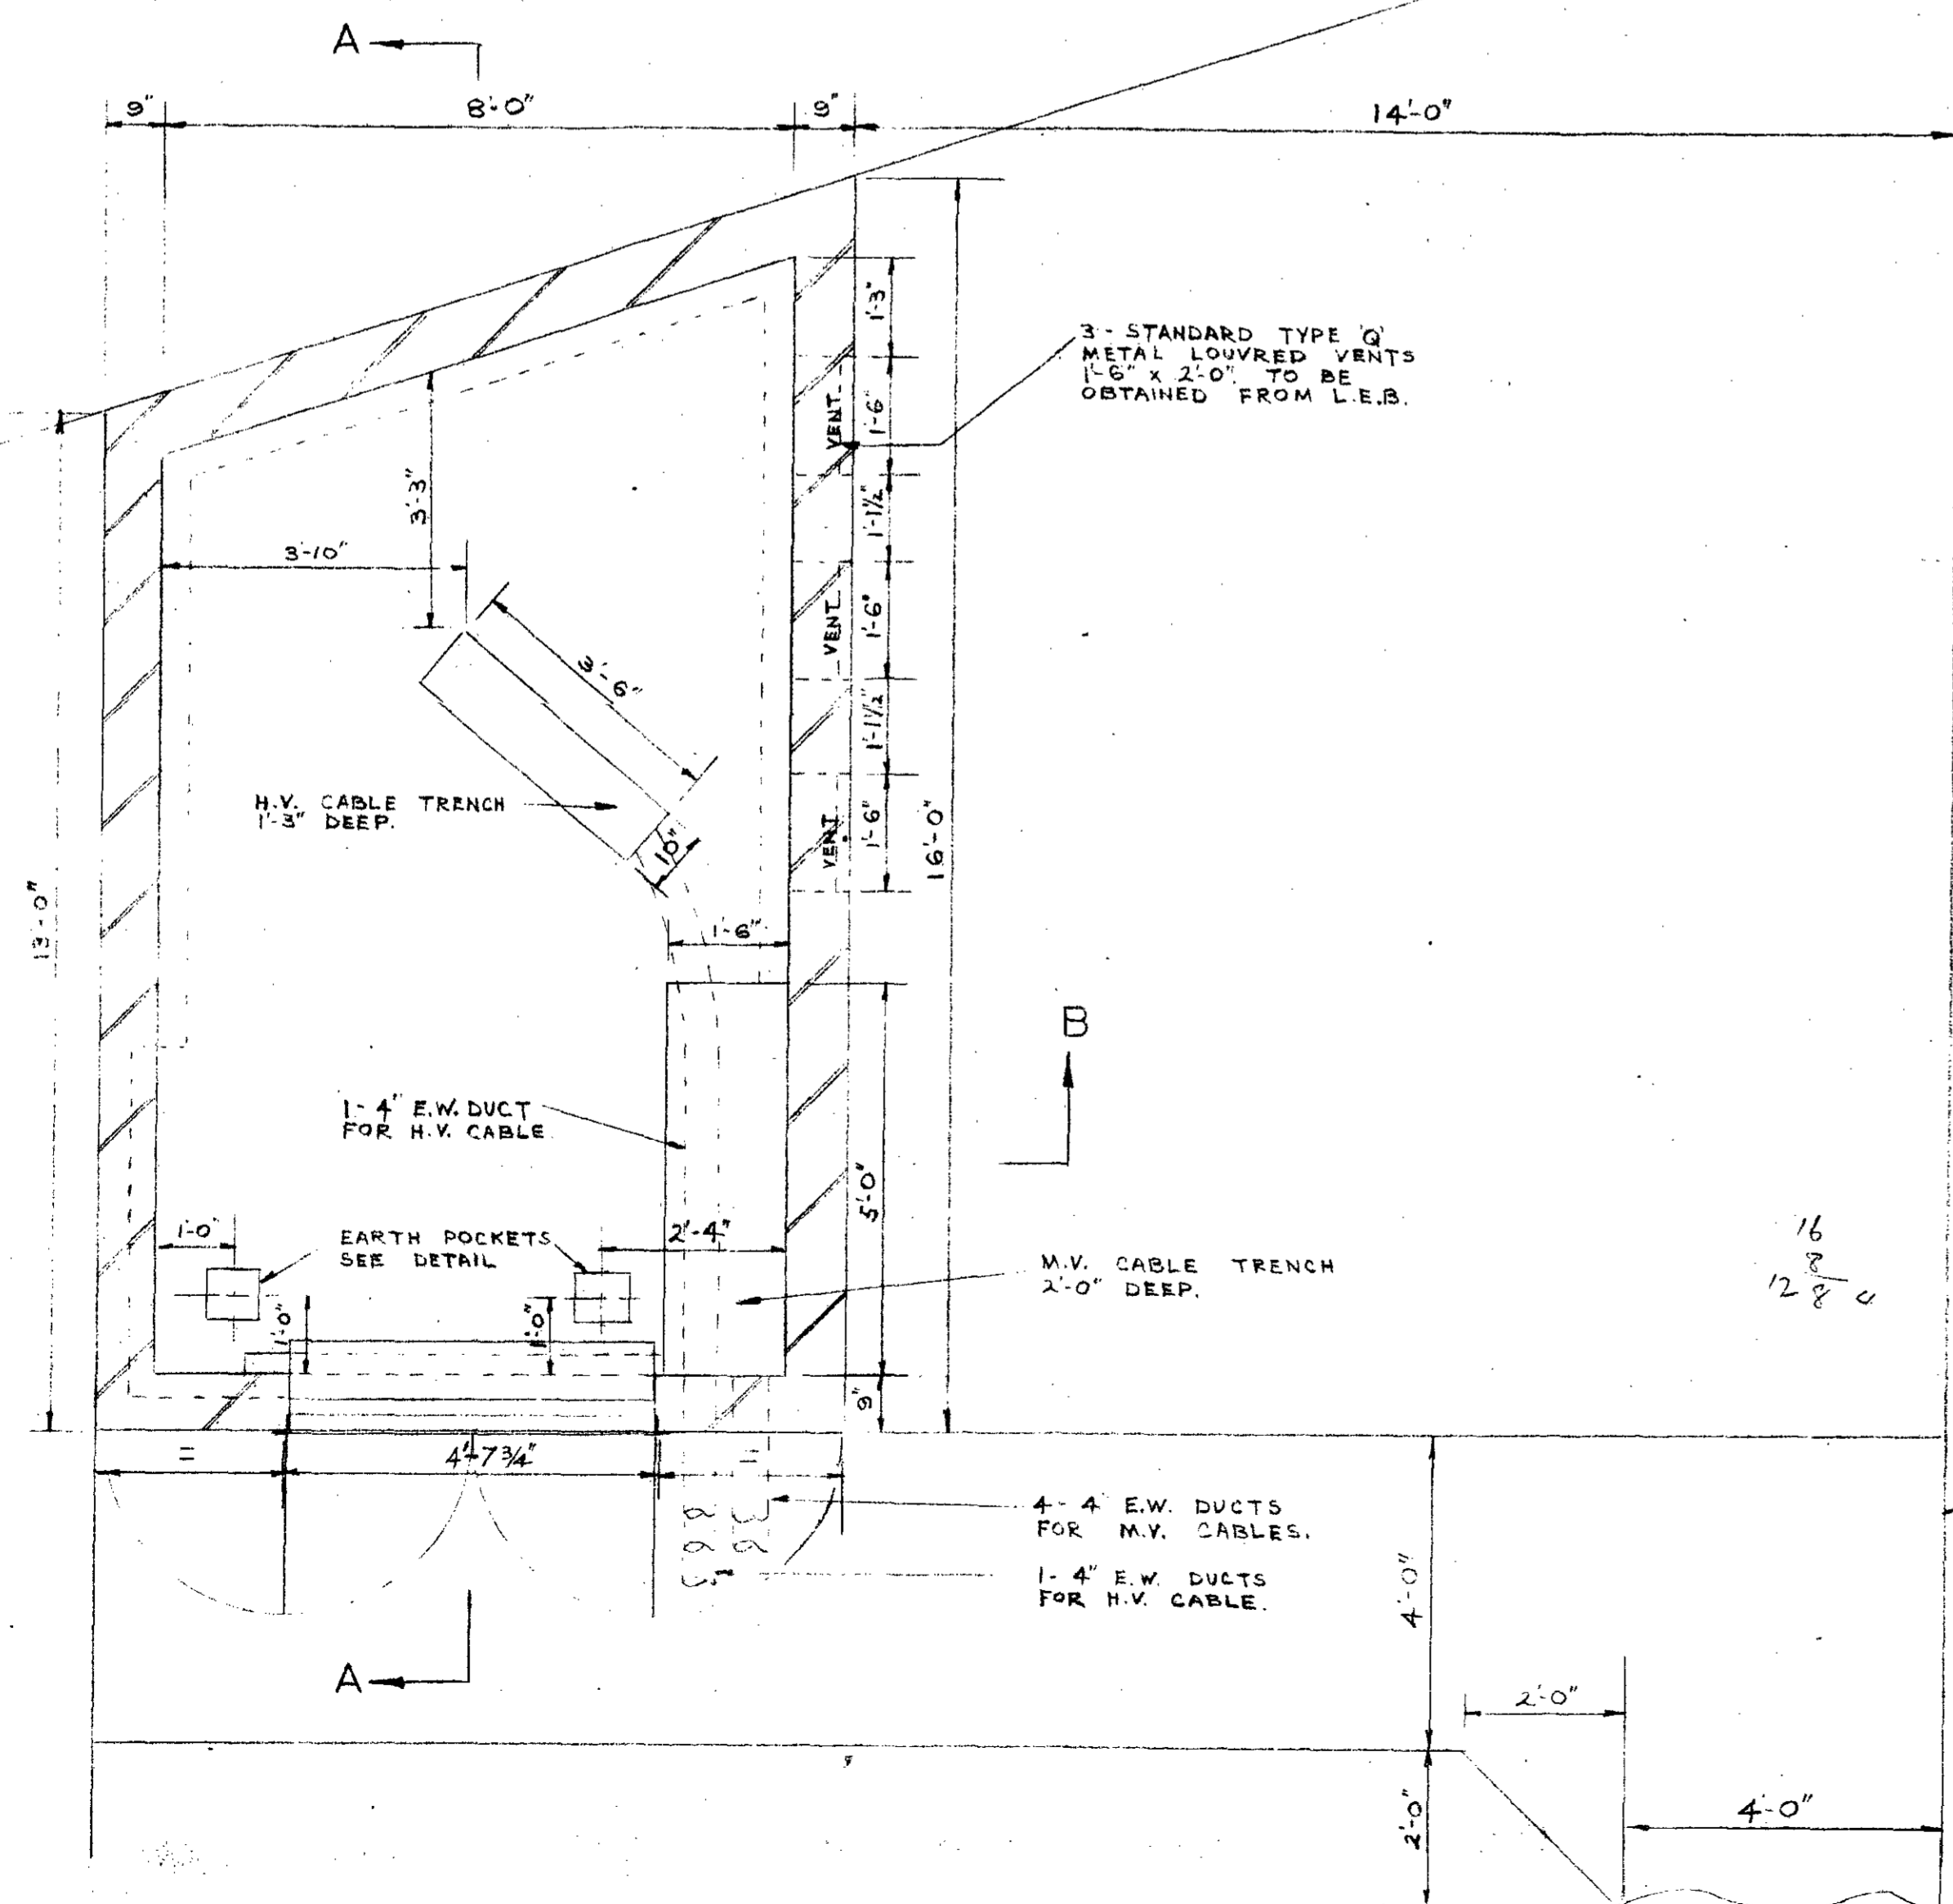 A
9"
8'-0"
9"
14'-0"
1'-3"
3 - STANDARD TYPE 'Q'
METAL LOUVRED VENTS
1'-6" x 2'-0". TO BE
OBTAINED FROM L.E.B.
VENT
1'-6"
3'-3"
1'-1½"
3'-10"
VENT
1'-6"
3'-6"
1'-1½"
H.V. CABLE TRENCH
1'-3" DEEP.
VENT
1'-6"
16'-0"
10"
13'-0"
1'-6"
B
1-4" E.W. DUCT
FOR H.V. CABLE.
5'-0"
1'-0"
EARTH POCKETS
SEE DETAIL
2'-4"
M.V. CABLE TRENCH
2'-0" DEEP.
16
8
128
1'-0"
1'-0"
9"
=
4'-7¾"
=
4-4" E.W. DUCTS
FOR M.V. CABLES.
1-4" E.W. DUCTS
FOR H.V. CABLE.
4'-0"
A
2'-0"
2'-0"
4'-0"